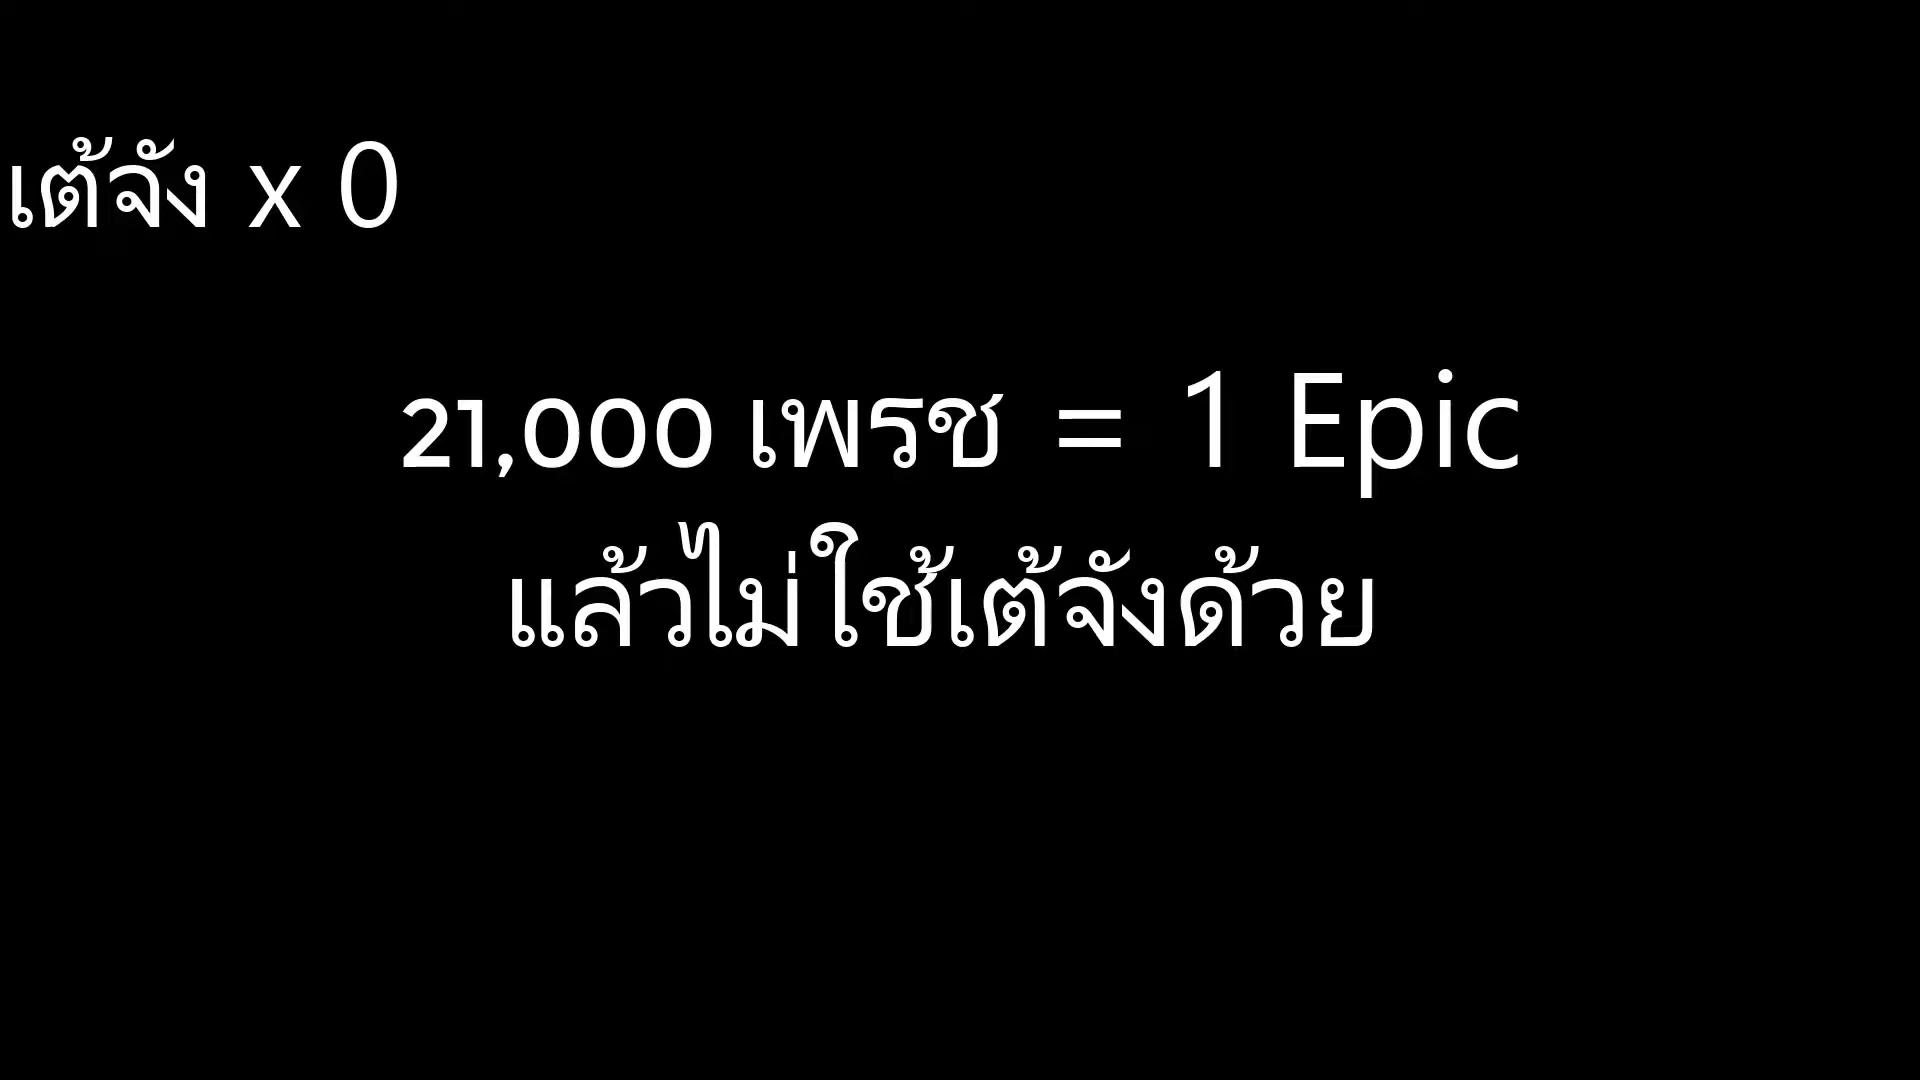 เต้จัง x 0
21,000 เพรช = 1 Epic
แล้วไม่ใช้เต้จังด้วย